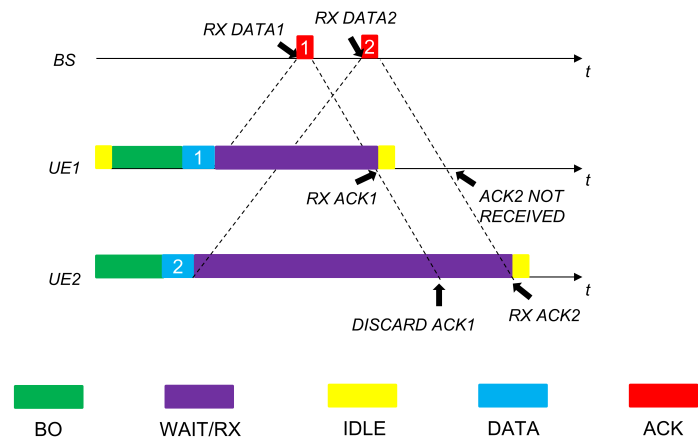 RX DATA1
RX DATA2
BS
1
2
t
UE1
1
t
RX ACK1
ACK2 NOT
RECEIVED
UE2
2
t
DISCARD ACK1
RX ACK2
BO
WAIT/RX
IDLE
DATA
ACK